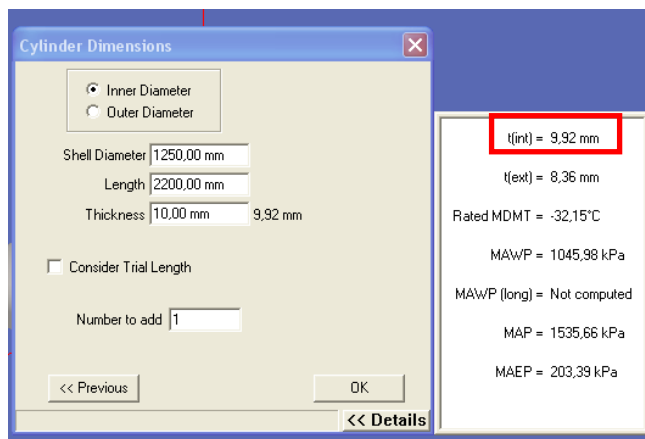 Cylinder Dimensions
Inner Diameter
Outer Diameter
Shell Diameter 1250,00 mm
Length 2200,00 mm
Thickness 10,00 mm 9,92 mm
Consider Trial Length
Number to add 1
<< Previous OK
<< Details
t(int) = 9,92 mm
t(ext) = 8,36 mm
Rated MDMT = -32,15°C
MAWP = 1045,98 kPa
MAWP (long) = Not computed
MAP = 1535,66 kPa
MAEP = 203,39 kPa